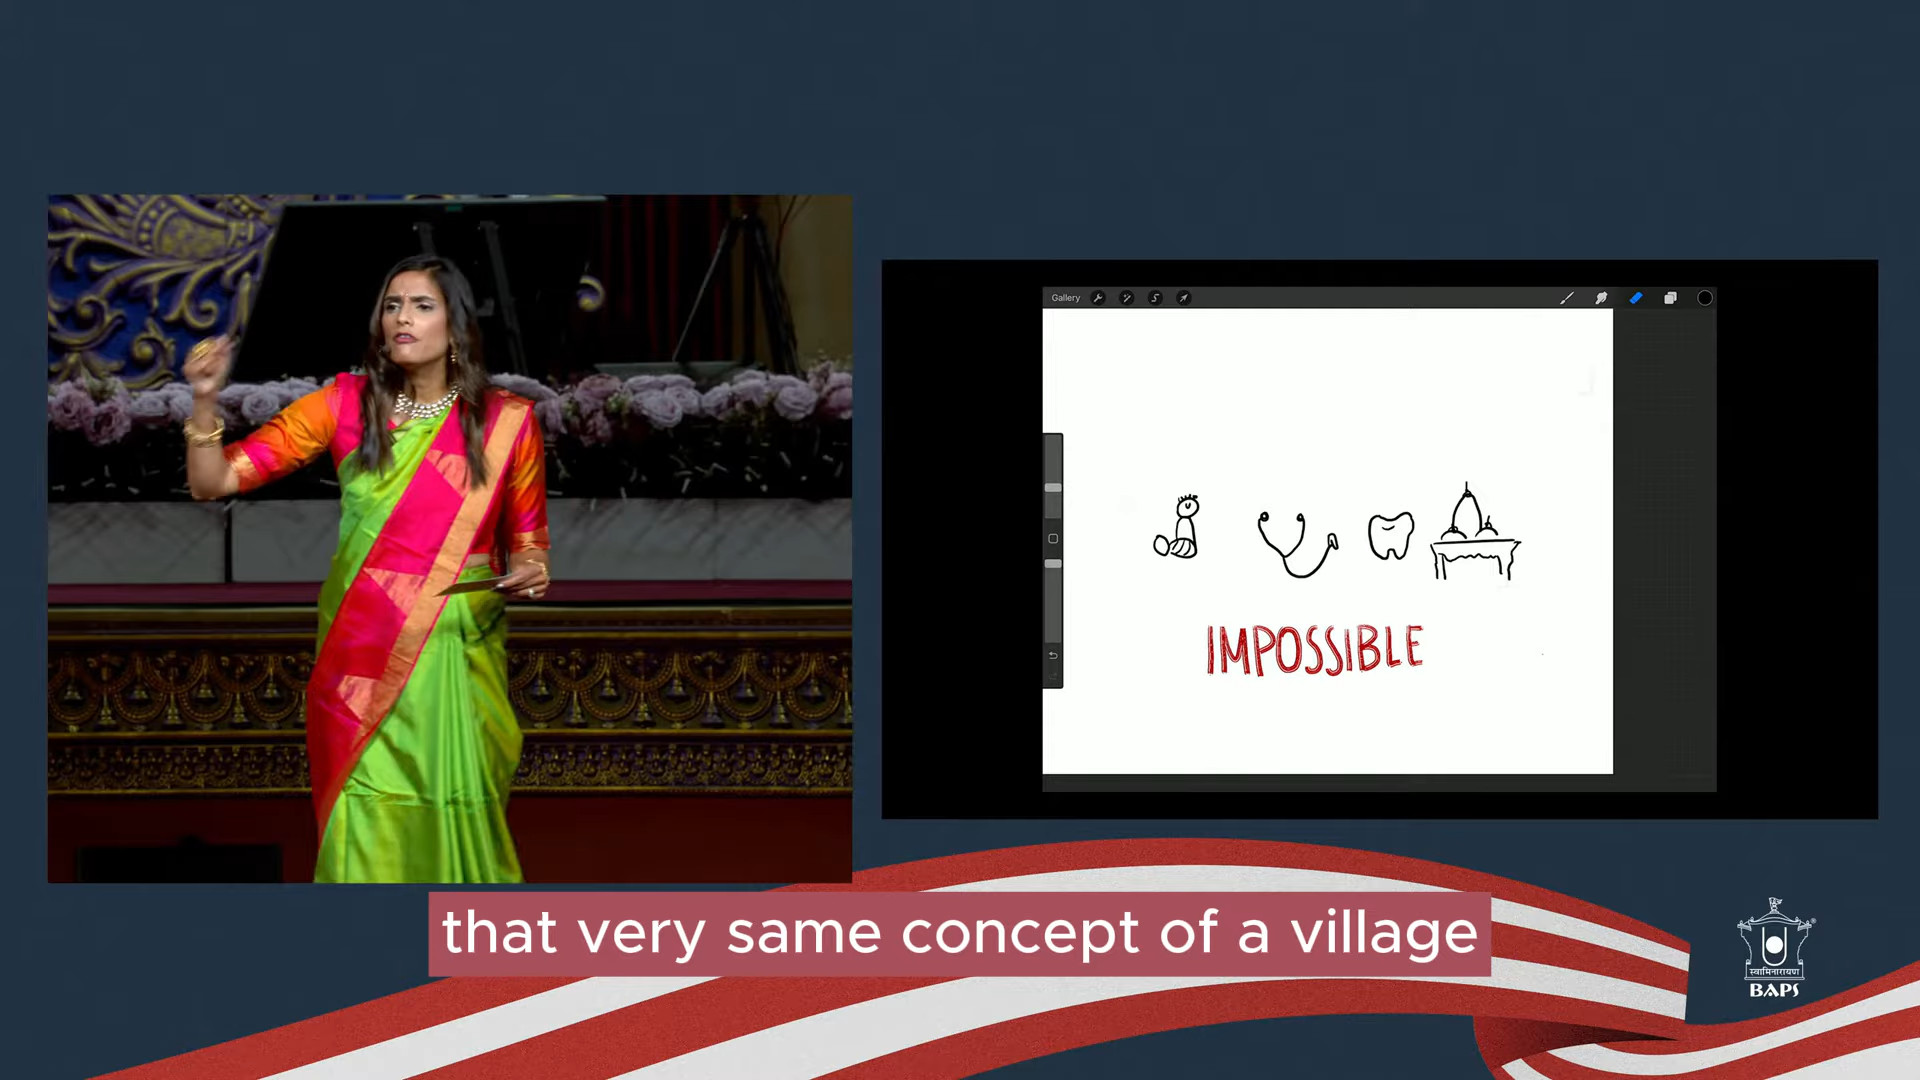 Gallery
IMPOSSIBLE
that very same concept of a village
स्वामिनारायण
BAPS